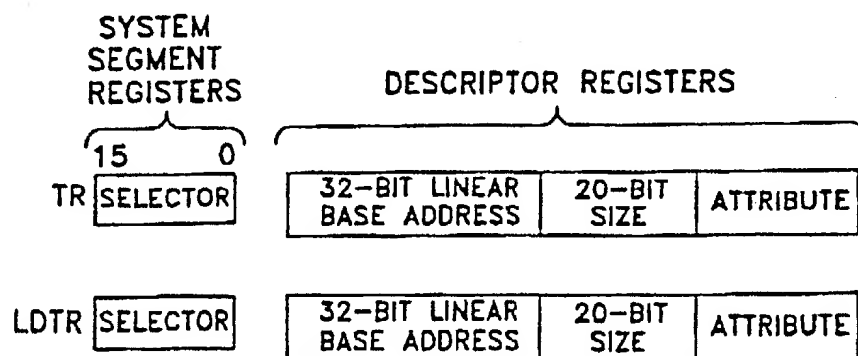 SYSTEM
SEGMENT
REGISTERS
DESCRIPTOR REGISTERS
15 0
TR SELECTOR
32-BIT LINEAR
BASE ADDRESS
20-BIT
SIZE
ATTRIBUTE
LDTR SELECTOR
32-BIT LINEAR
BASE ADDRESS
20-BIT
SIZE
ATTRIBUTE